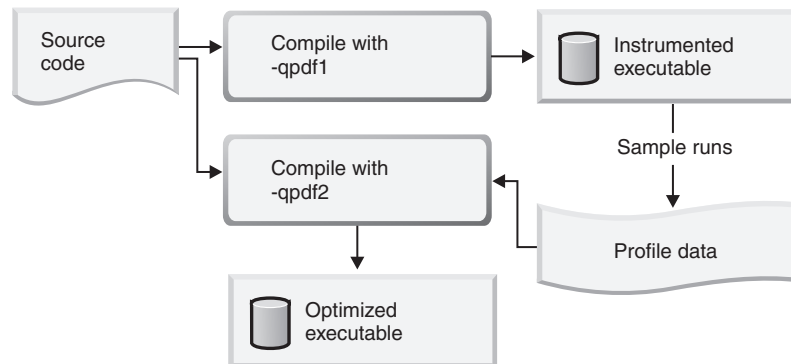 Source
code
Compile with
-qpdf1
Instrumented
executable
Sample runs
Compile with
-qpdf2
Profile data
Optimized
executable